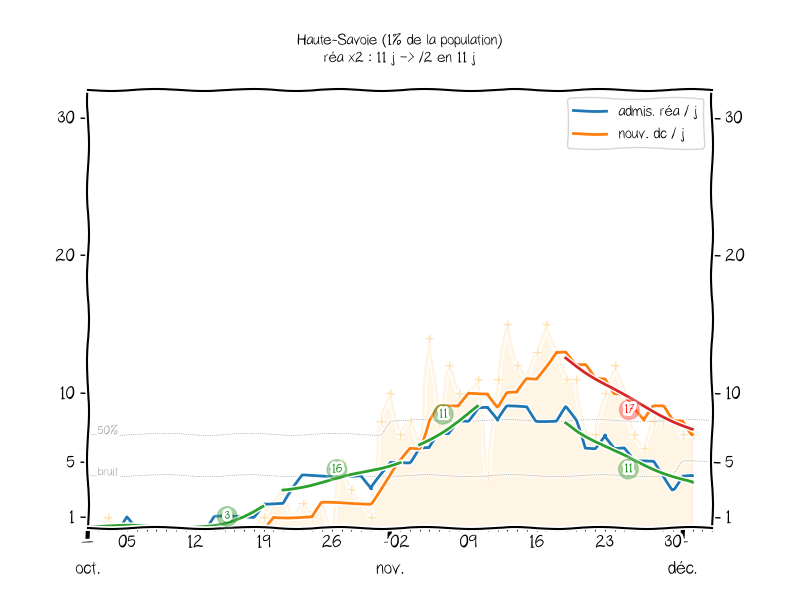 Haute-Savoie (1% de la population)
réa x2 : 11 j -> /2 en 11 j
admis. réa / j
nouv. dc / j
30 30
20 20
10 10
5 5
1 1
50%
bruit
3
16
11
17
11
05 12 19 26 02 09 16 23 30
oct. nov. déc.